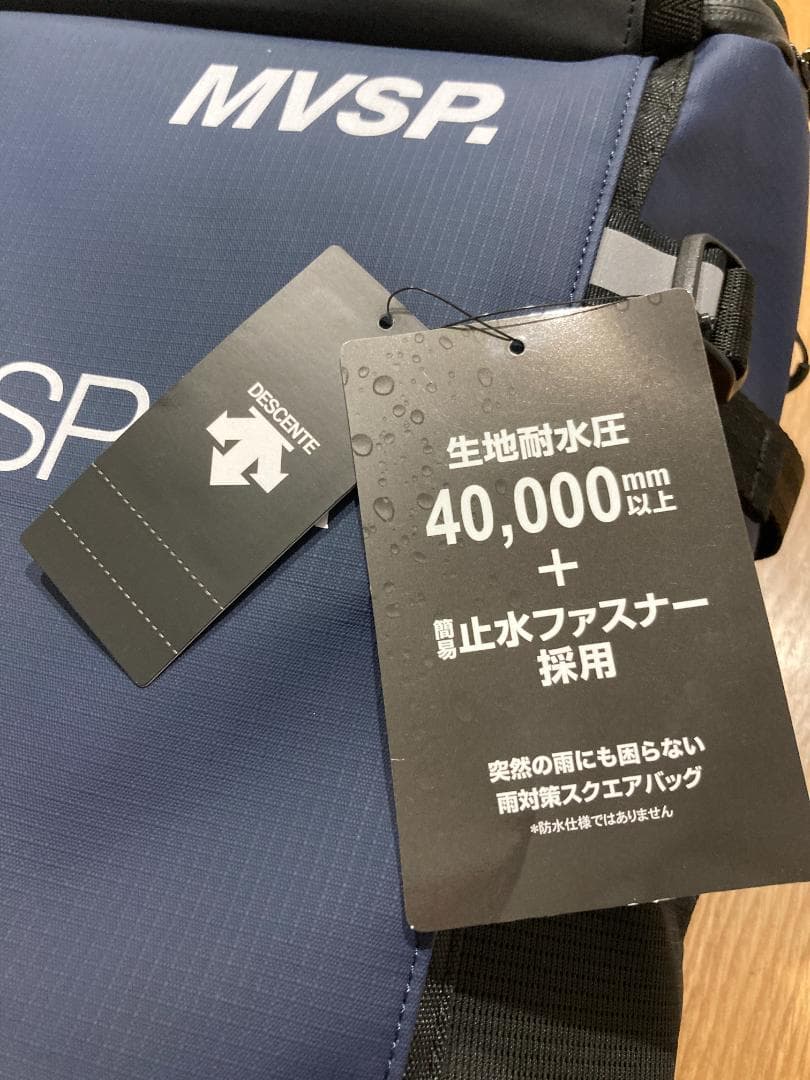 MVSP.
SP
DESCENTE
生地耐水圧
40,000mm以上
+
簡易止水ファスナー
採用
突然の雨にも困らない
雨対策スクエアバッグ
*防水仕様ではありません